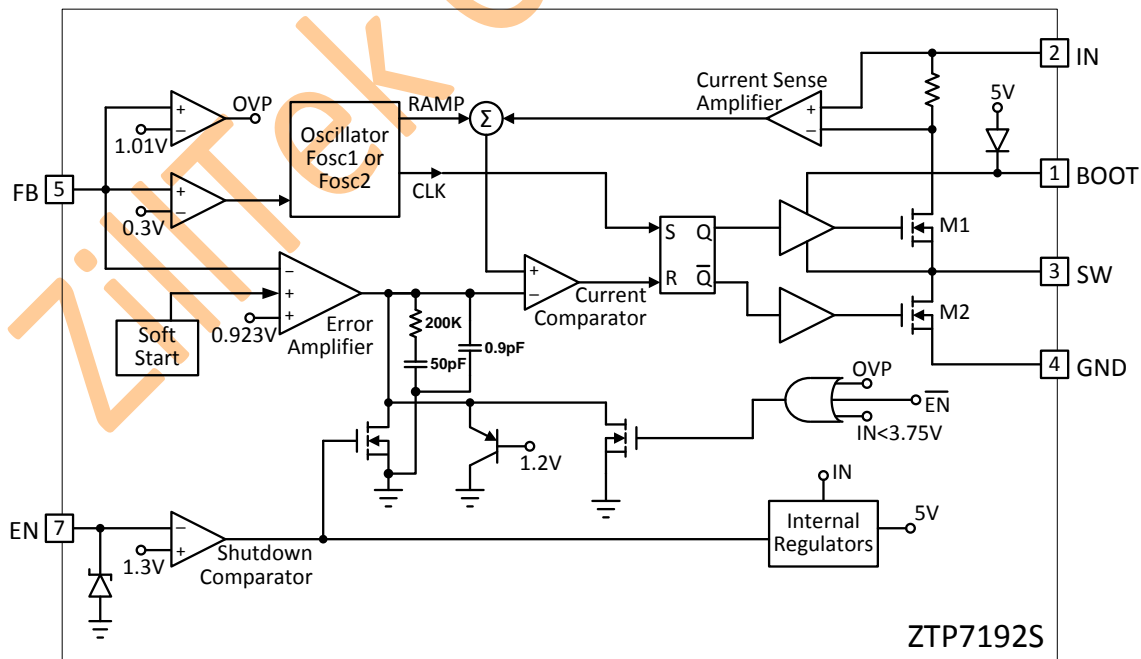 2 IN
Current Sense
Amplifier
5V
OVP
RAMP
Σ
+
−
+
−
1.01V
Oscillator
Fosc1 or
Fosc2
CLK
1 BOOT
FB 5
+
−
0.3V
S Q
R Q̅
M1
3 SW
−
+
+
0.923V
Error
Amplifier
Soft
Start
+
−
Current
Comparator
200K
50pF
0.9pF
M2
4 GND
OVP
E̅N̅
IN<3.75V
1.2V
IN
Internal
Regulators
5V
EN 7
−
+
1.3V
Shutdown
Comparator
ZTP7192S